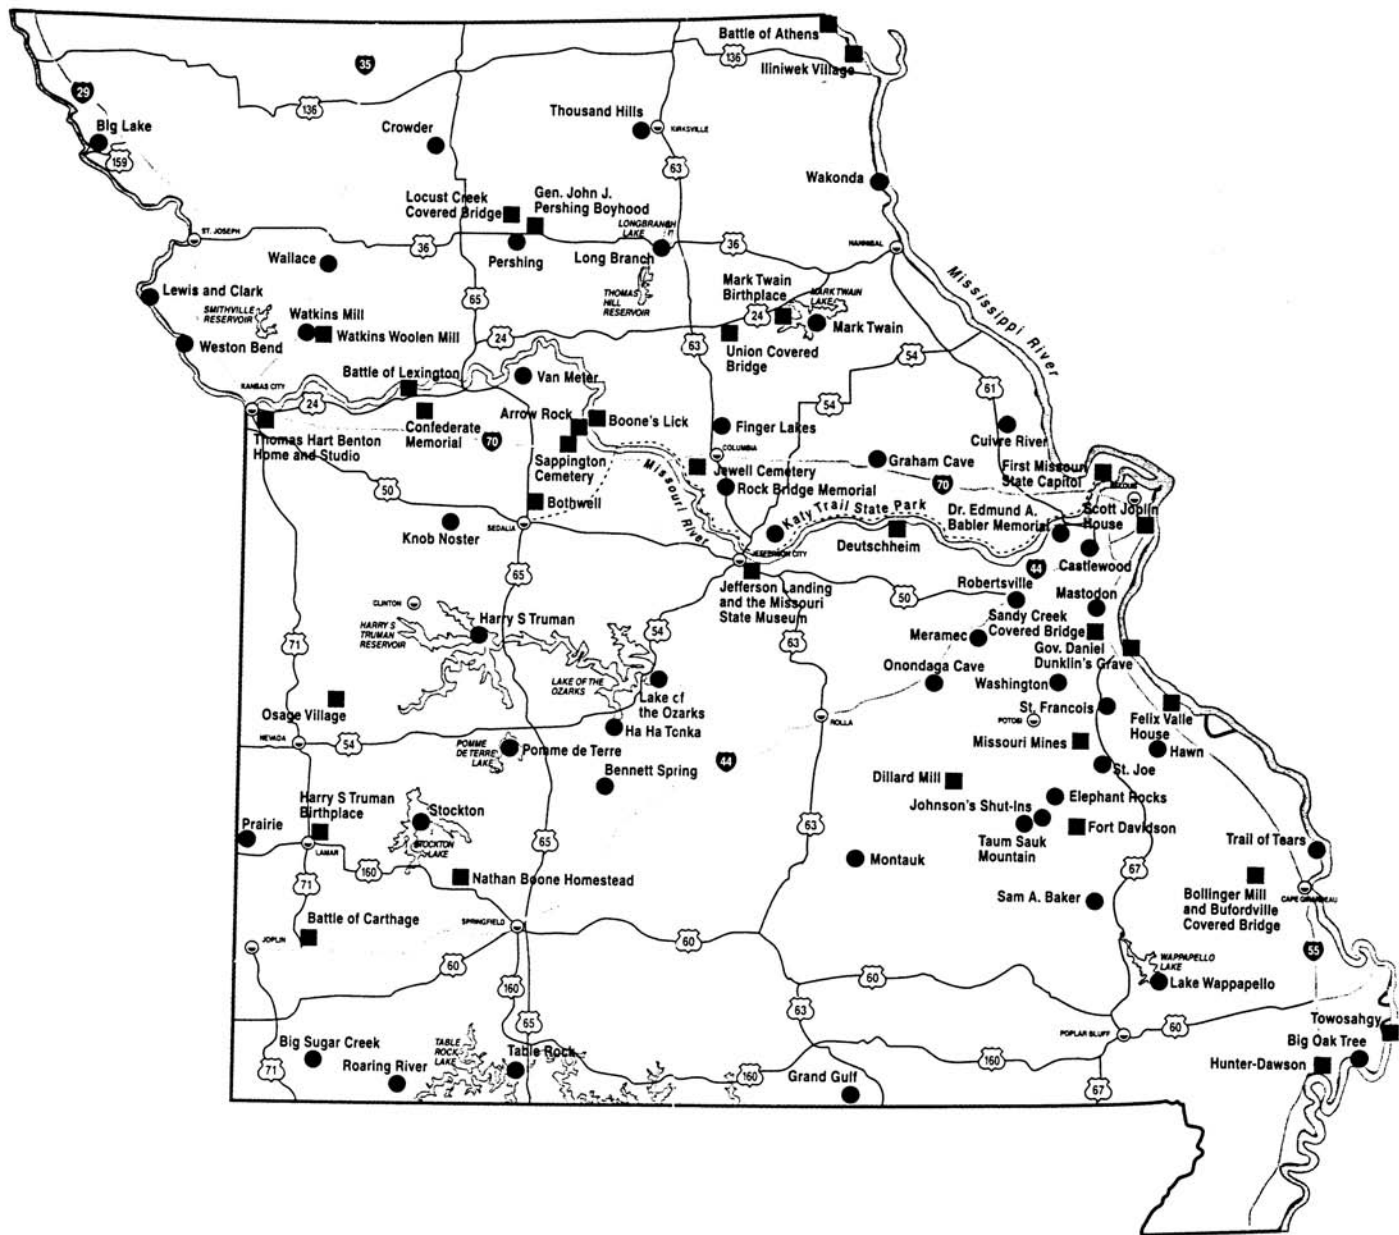 Battle of Athens
136
Iliniwek Village
35
29
136
Big Lake
159
Crowder
Thousand Hills
KIRKSVILLE
63
Wakonda
Locust Creek
Covered Bridge
Gen. John J.
Pershing Boyhood
LONGBRANCH
LAKE
ST. JOSEPH
36
Pershing
Long Branch
36
HANNIBAL
Wallace
Lewis and Clark
SMITHVILLE
RESERVOIR
65
THOMAS
HILL
RESERVOIR
Mark Twain
Birthplace
MARK TWAIN
LAKE
Mississippi River
Watkins Mill
Watkins Woolen Mill
24
24
Mark Twain
Weston Bend
63
Union Covered
Bridge
54
Battle of Lexington
Van Meter
KANSAS CITY
24
61
54
Arrow Rock
Boone's Lick
Finger Lakes
Cuivre River
Thomas Hart Benton
Home and Studio
Confederate
Memorial
70
COLUMBIA
Sappington
Cemetery
Missouri River
Jewell Cemetery
Graham Cave
First Missouri
State Capitol
50
Rock Bridge Memorial
70
Bothwell
Katy Trail State Park
Dr. Edmund A.
Babler Memorial
Scott Joplin
House
SEDALIA
Knob Noster
Deutschheim
JEFFERSON CITY
Castlewood
65
Jefferson Landing
and the Missouri
State Museum
44
Robertsville
50
Mastodon
CLINTON
Harry S Truman
HARRY S
TRUMAN
RESERVOIR
54
63
Sandy Creek
Covered Bridge
Meramec
Gov. Daniel
Dunklin's Grave
71
Onondaga Cave
LAKE OF THE
OZARKS
Washington
Lake of
the Ozarks
Osage Village
St. Francois
Felix Valle
House
ROLLA
POTOSI
Ha Ha Tonka
NEVADA
54
POMME
DE TERRE
LAKE
Pomme de Terre
Missouri Mines
Hawn
44
Bennett Spring
Dillard Mill
St. Joe
Harry S Truman
Birthplace
Elephant Rocks
Stockton
Johnson's Shut-Ins
Prairie
63
Fort Davidson
STOCKTON
LAKE
65
Taum Sauk
Mountain
Trail of Tears
LAMAR
160
Montauk
67
71
Nathan Boone Homestead
Sam A. Baker
Bollinger Mill
and Bufordville
Covered Bridge
CAPE GIRARDEAU
Battle of Carthage
SPRINGFIELD
JOPLIN
60
60
55
WAPPAPELLO
LAKE
60
160
Lake Wappapello
63
65
Towosahgy
POPLAR BLUFF
60
Big Sugar Creek
TABLE
ROCK
LAKE
Table Rock
Big Oak Tree
71
Roaring River
160
160
Hunter-Dawson
Grand Gulf
67